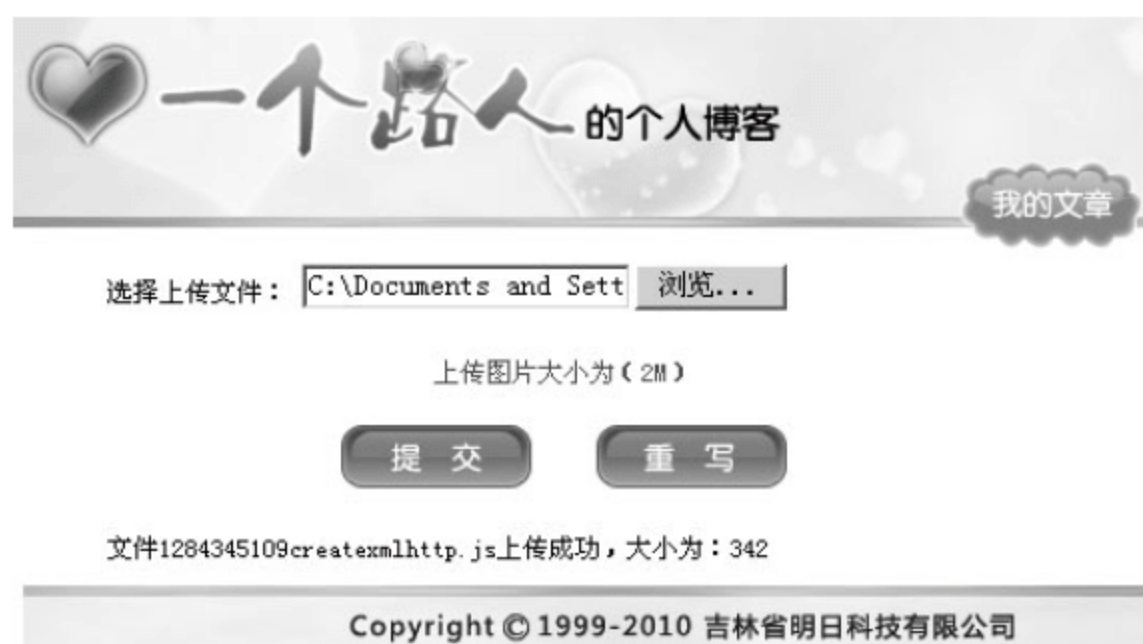 一个路人的个人博客
我的文章
选择上传文件： C:\Documents and Sett 浏览...
上传图片大小为（2M）
提 交 重 写
文件1284345109createxmlhttp.js上传成功，大小为：342
Copyright © 1999-2010 吉林省明日科技有限公司